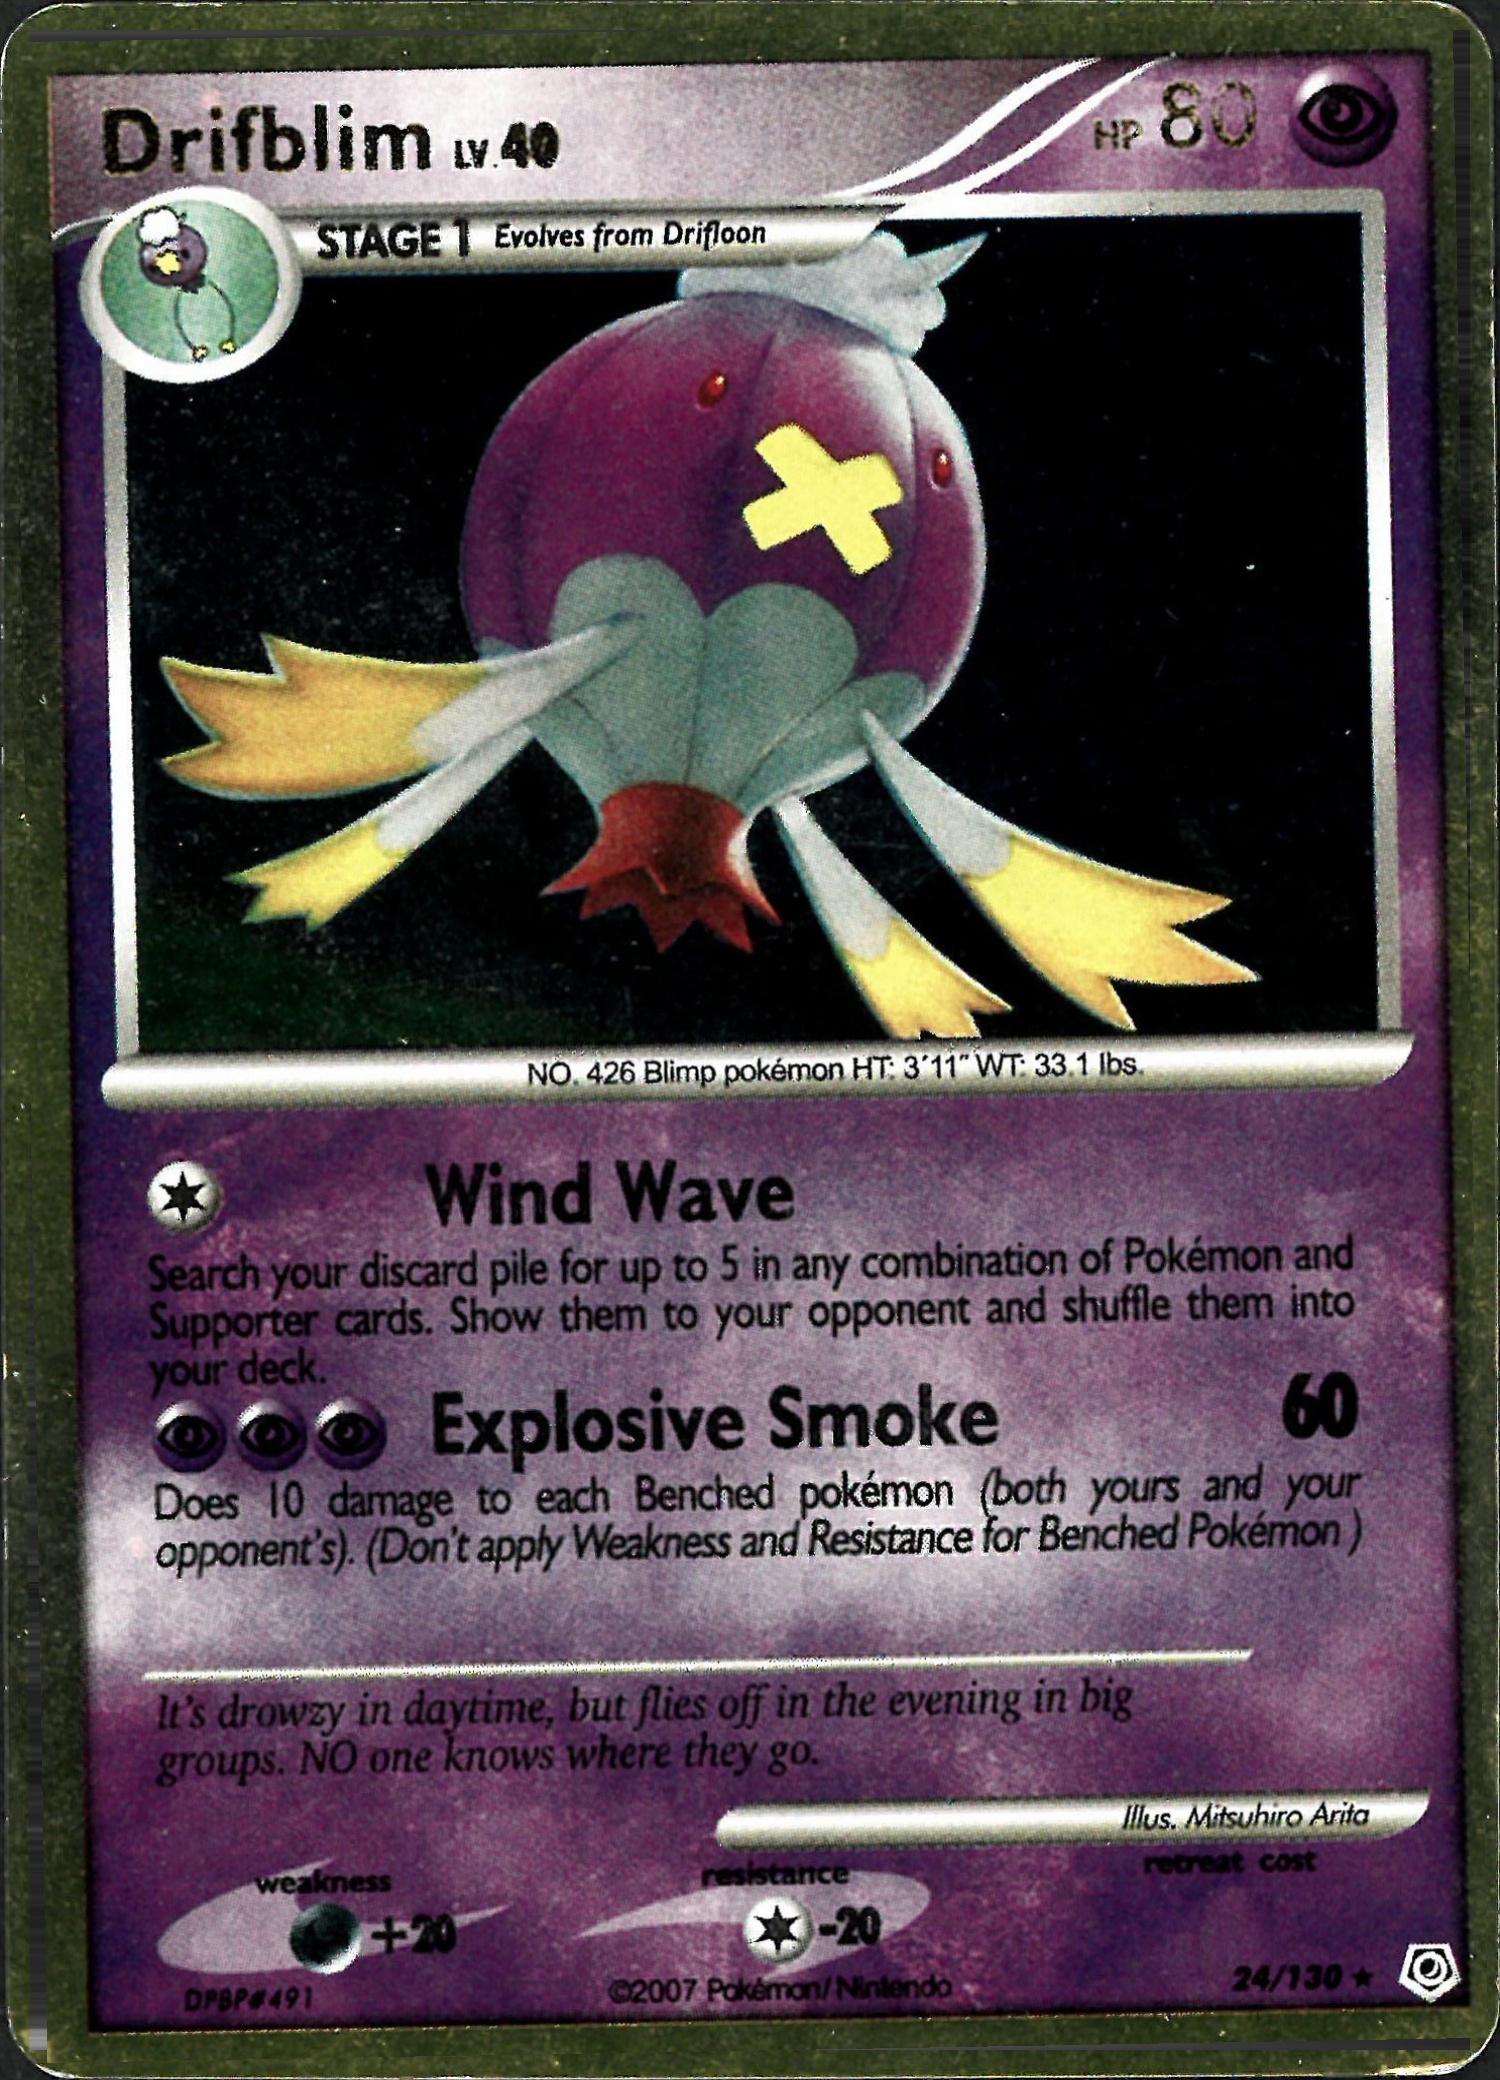 Drifblim LV.40
HP 80
STAGE 1 Evolves from Drifloon
NO. 426 Blimp pokémon HT: 3'11" WT: 33.1 lbs.
Wind Wave
Search your discard pile for up to 5 in any combination of Pokémon and
Supporter cards. Show them to your opponent and shuffle them into
your deck.
Explosive Smoke 60
Does 10 damage to each Benched pokémon (both yours and your
opponent's). (Don't apply Weakness and Resistance for Benched Pokémon )
It's drowzy in daytime, but flies off in the evening in big
groups. NO one knows where they go.
Illus. Mitsuhiro Arita
weakness
+20
resistance
-20
retreat cost
DPBP#491
©2007 Pokémon/Nintendo
24/130 ★